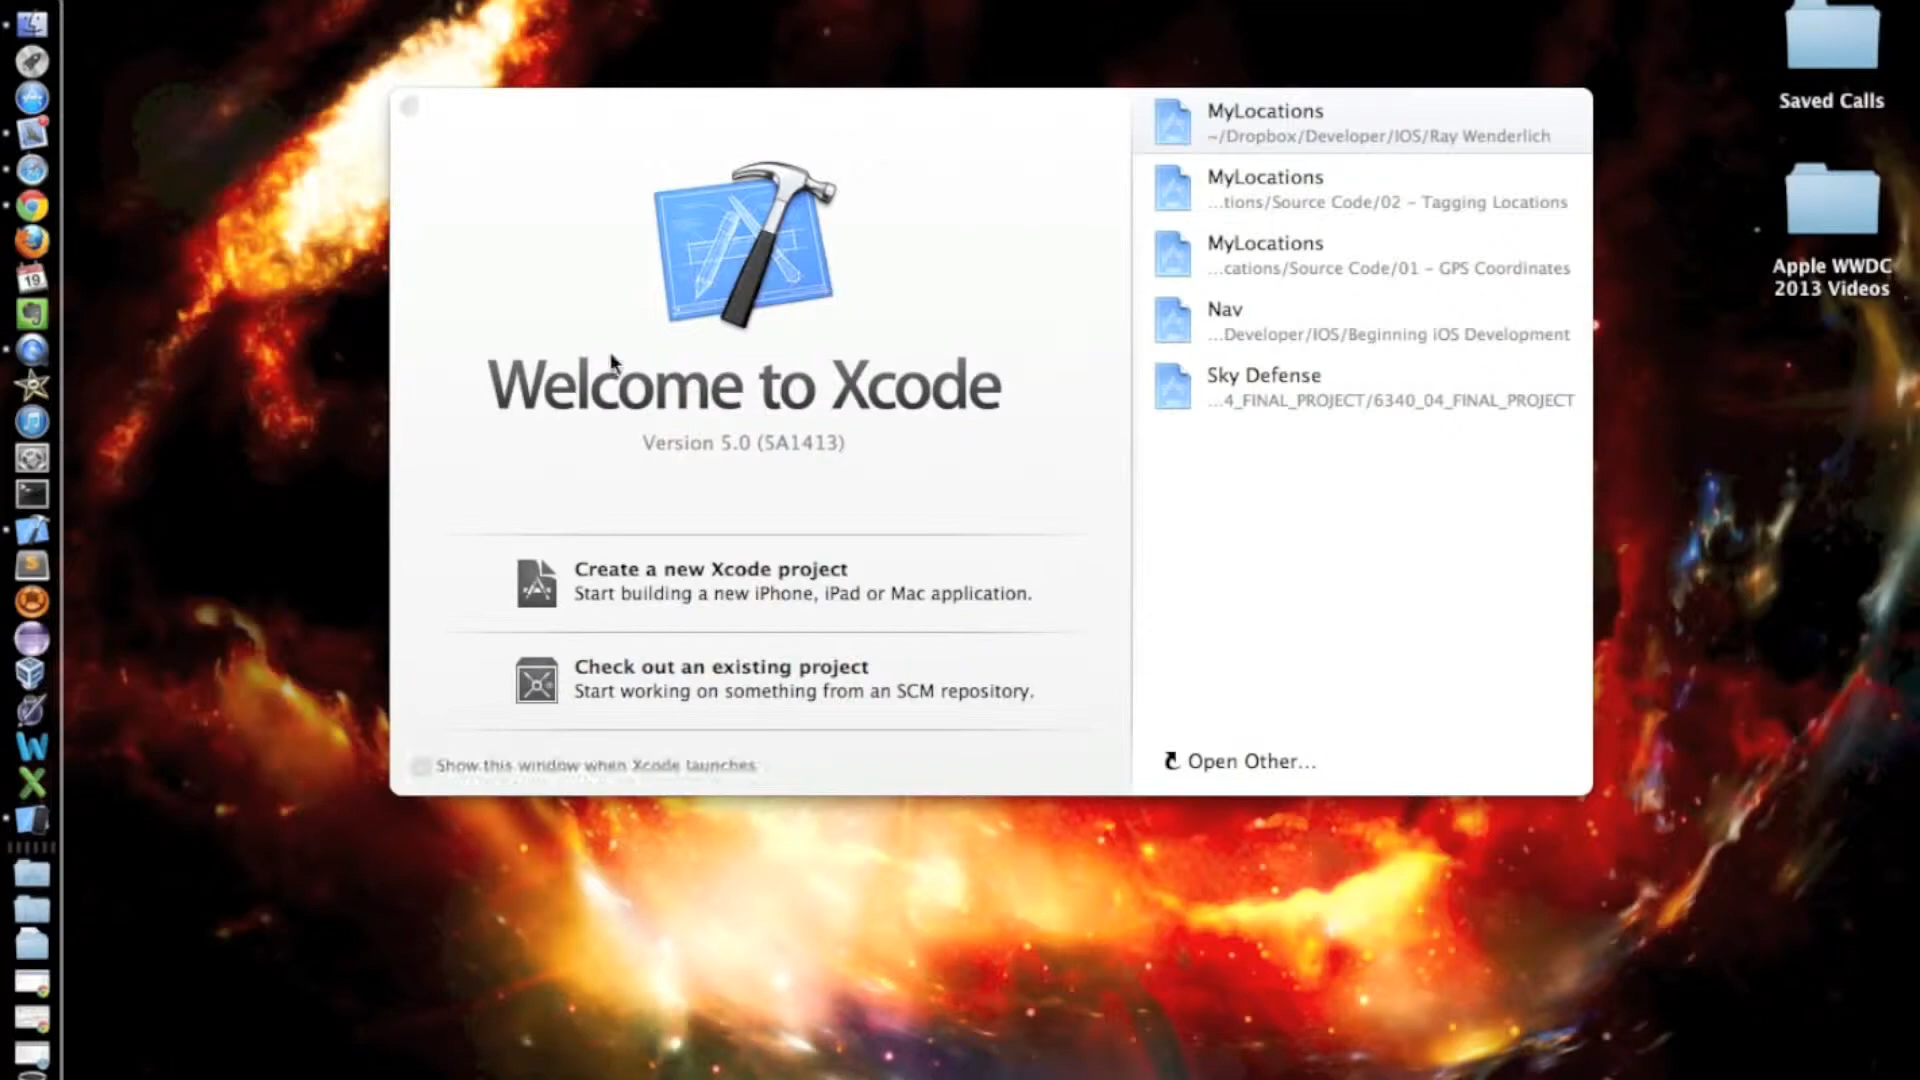 Welcome to Xcode
Version 5.0 (5A1413)
Create a new Xcode project
Start building a new iPhone, iPad or Mac application.
Check out an existing project
Start working on something from an SCM repository.
Show this window when Xcode launches
MyLocations
~/Dropbox/Developer/IOS/Ray Wenderlich
MyLocations
...tions/Source Code/02 - Tagging Locations
MyLocations
...cations/Source Code/01 - GPS Coordinates
Nav
...Developer/IOS/Beginning iOS Development
Sky Defense
...4_FINAL_PROJECT/6340_04_FINAL_PROJECT
Open Other...
Saved Calls
Apple WWDC
2013 Videos
19